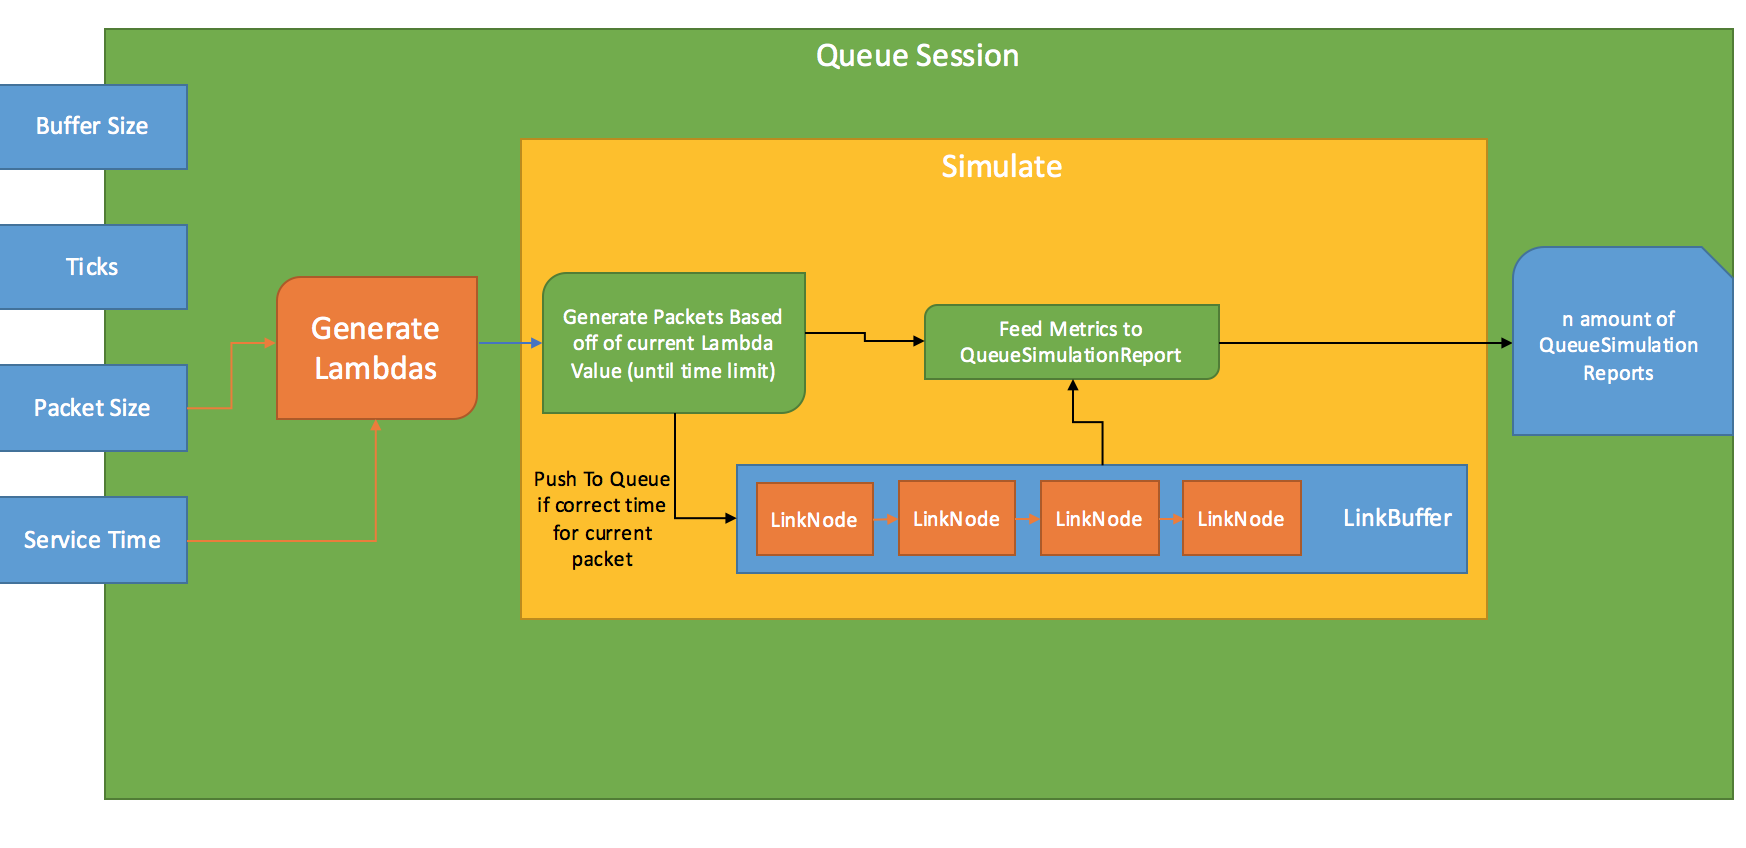 Queue Session
Buffer Size
Ticks
Packet Size
Service Time
Generate
Lambdas
Simulate
Generate Packets Based
off of current Lambda
Value (until time limit)
Feed Metrics to
QueueSimulationReport
Push To Queue
if correct time
for current
packet
LinkNode
LinkNode
LinkNode
LinkNode
LinkBuffer
n amount of
QueueSimulation
Reports